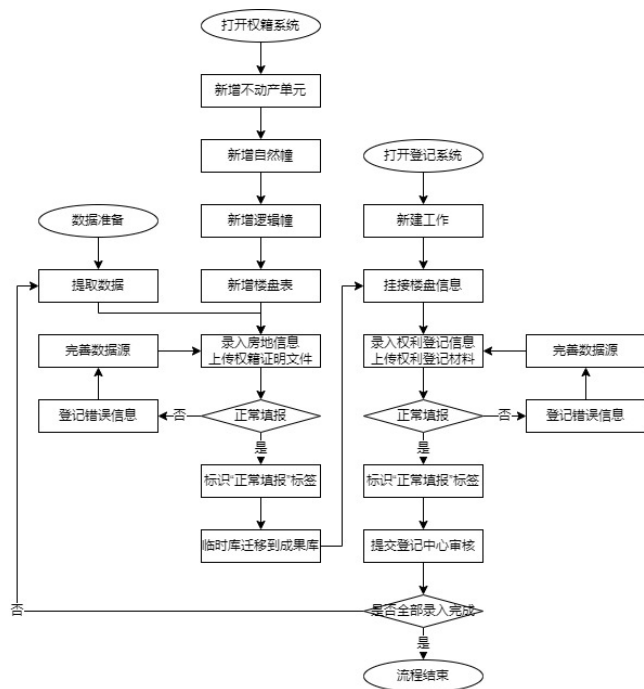 打开权籍系统
新增不动产单元
新增自然幢
打开登记系统
数据准备
新增逻辑幢
新建工作
提取数据
新增楼盘表
挂接楼盘信息
完善数据源
录入房地信息
上传权籍证明文件
录入权利登记信息
上传权利登记材料
完善数据源
登记错误信息
否
正常填报
正常填报
否
登记错误信息
是
是
标识“正常填报”标签
标识“正常填报”标签
临时库迁移到成果库
提交登记中心审核
否
是否全部录入完成
是
流程结束